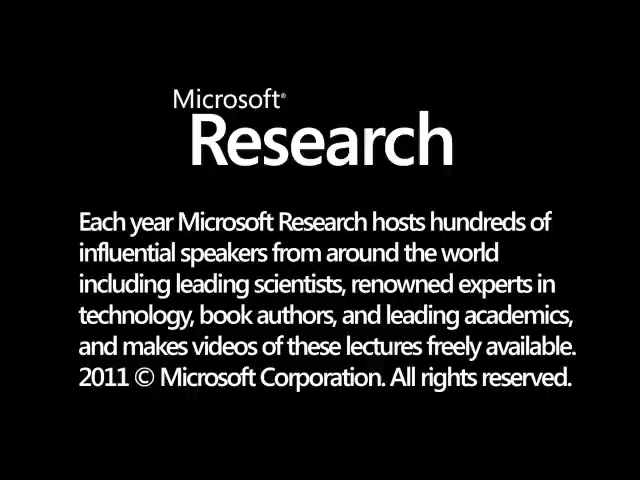 Microsoft®
Research
Each year Microsoft Research hosts hundreds of
influential speakers from around the world
including leading scientists, renowned experts in
technology, book authors, and leading academics,
and makes videos of these lectures freely available.
2011 © Microsoft Corporation. All rights reserved.